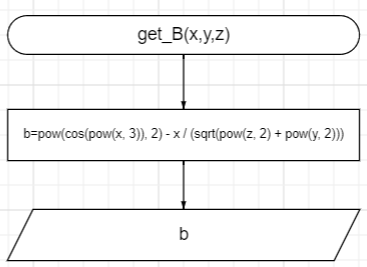 get_B(x,y,z)
b=pow(cos(pow(x, 3)), 2) - x / (sqrt(pow(z, 2) + pow(y, 2)))
b